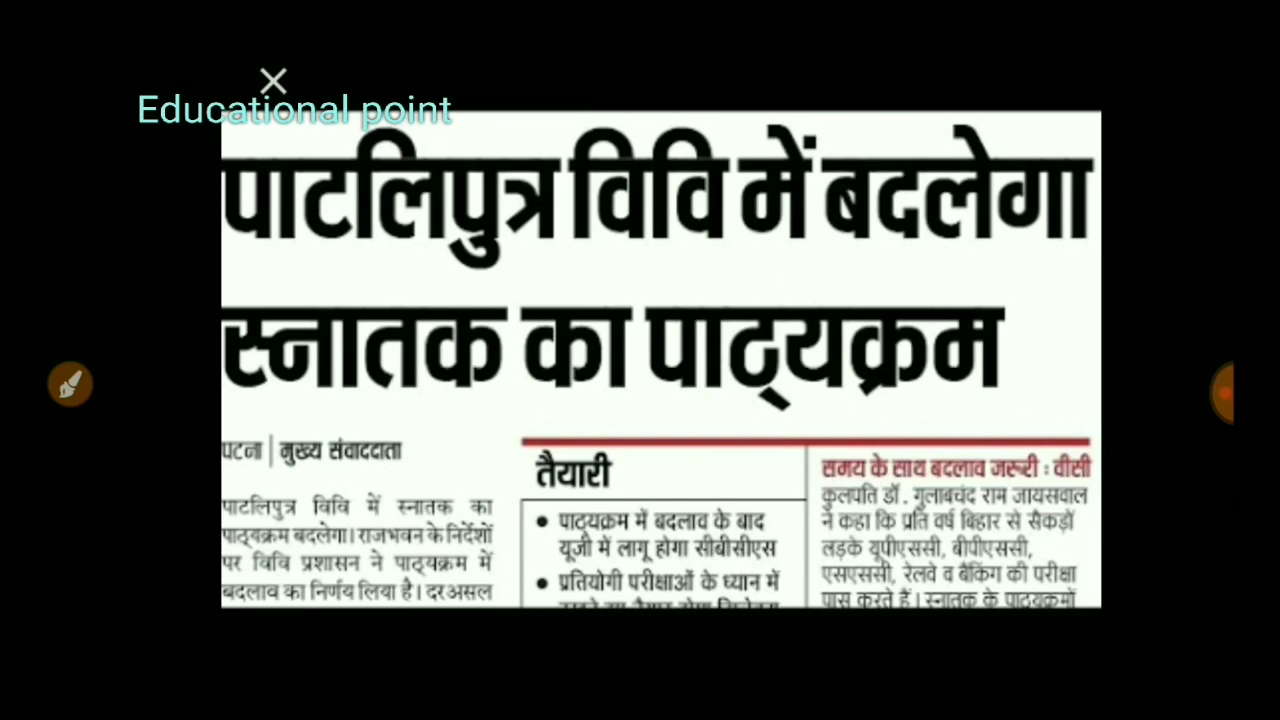 Educational point
पाटलिपुत्र विवि में बदलेगा
स्नातक का पाठ्यक्रम
पटना | मुख्य संवाददाता
पाटलिपुत्र विवि में स्नातक का
पाठ्यक्रम बदलेगा। राजभवन के निर्देशों
पर विवि प्रशासन ने पाठ्यक्रम में
बदलाव का निर्णय लिया है। दरअसल
तैयारी
• पाठ्यक्रम में बदलाव के बाद
यूजी में लागू होगा सीबीसीएस
• प्रतियोगी परीक्षाओं के ध्यान में
समय के साथ बदलाव जरूरी : वीसी
कुलपति डॉ. गुलाबचंद राम जायसवाल
ने कहा कि प्रति वर्ष बिहार से सैकड़ों
लड़के यूपीएससी, बीपीएससी,
एसएससी, रेलवे व बैंकिंग की परीक्षा
पास करते हैं। स्नातक के पाठ्यक्रमों